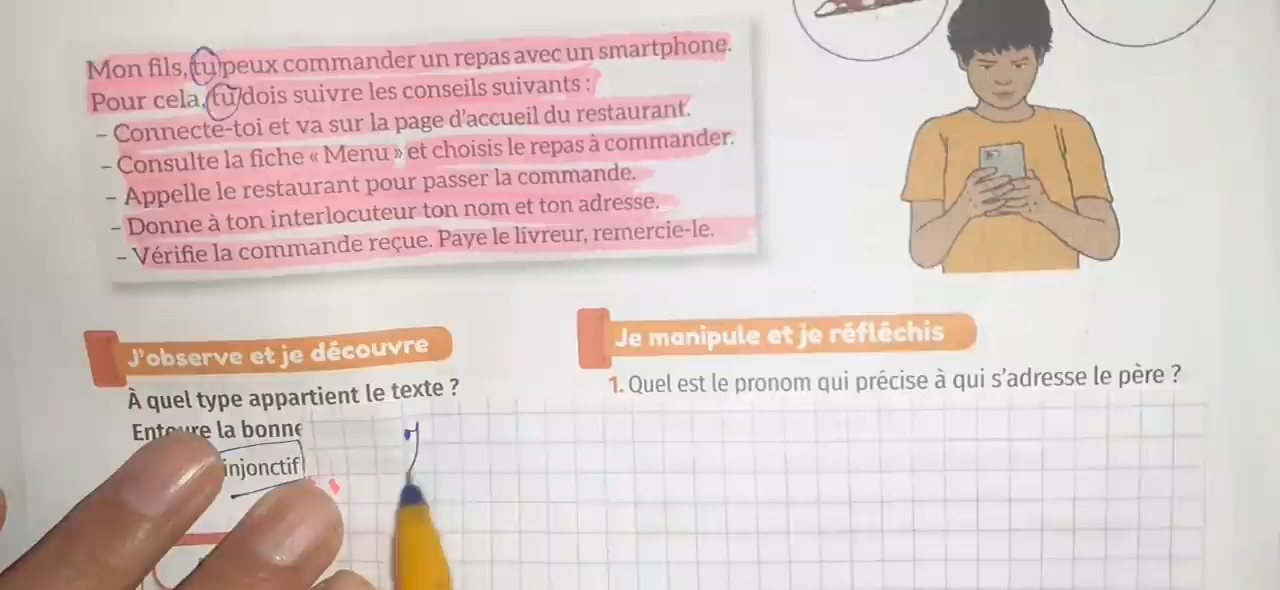 Mon fils, tu peux commander un repas avec un smartphone.
Pour cela, tu dois suivre les conseils suivants :
– Connecte-toi et va sur la page d'accueil du restaurant.
– Consulte la fiche « Menu » et choisis le repas à commander.
– Appelle le restaurant pour passer la commande.
– Donne à ton interlocuteur ton nom et ton adresse.
– Vérifie la commande reçue. Paye le livreur, remercie-le.
J'observe et je découvre
À quel type appartient le texte ?
Entoure la bonne
injonctif
Je manipule et je réfléchis
1. Quel est le pronom qui précise à qui s'adresse le père ?